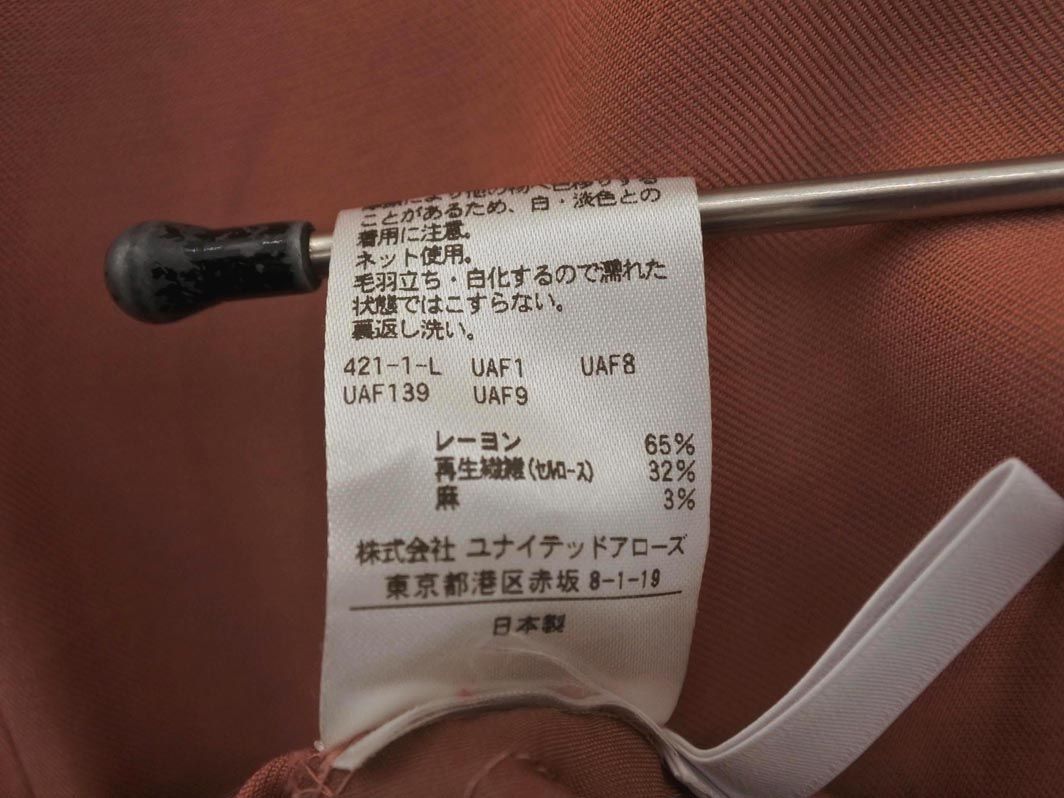 ことがあるため、白・淡色との
着用に注意。
ネット使用。
毛羽立ち・白化するので濡れた
状態ではこすらない。
裏返し洗い。
421-1-L UAF1 UAF8
UAF139 UAF9
レーヨン 65%
再生繊維(セルロース) 32%
麻 3%
株式会社 ユナイテッドアローズ
東京都港区赤坂 8-1-19
日本製